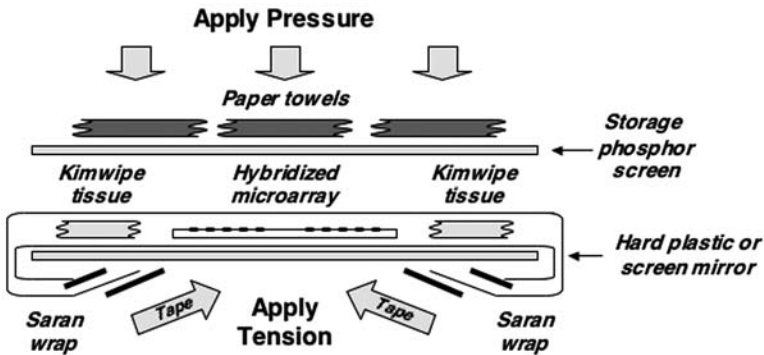 Apply Pressure
Paper towels
Storage
phosphor
screen
Kimwipe
tissue
Hybridized
microarray
Kimwipe
tissue
Hard plastic or
screen mirror
Tape
Apply
Tension
Tape
Saran
wrap
Saran
wrap